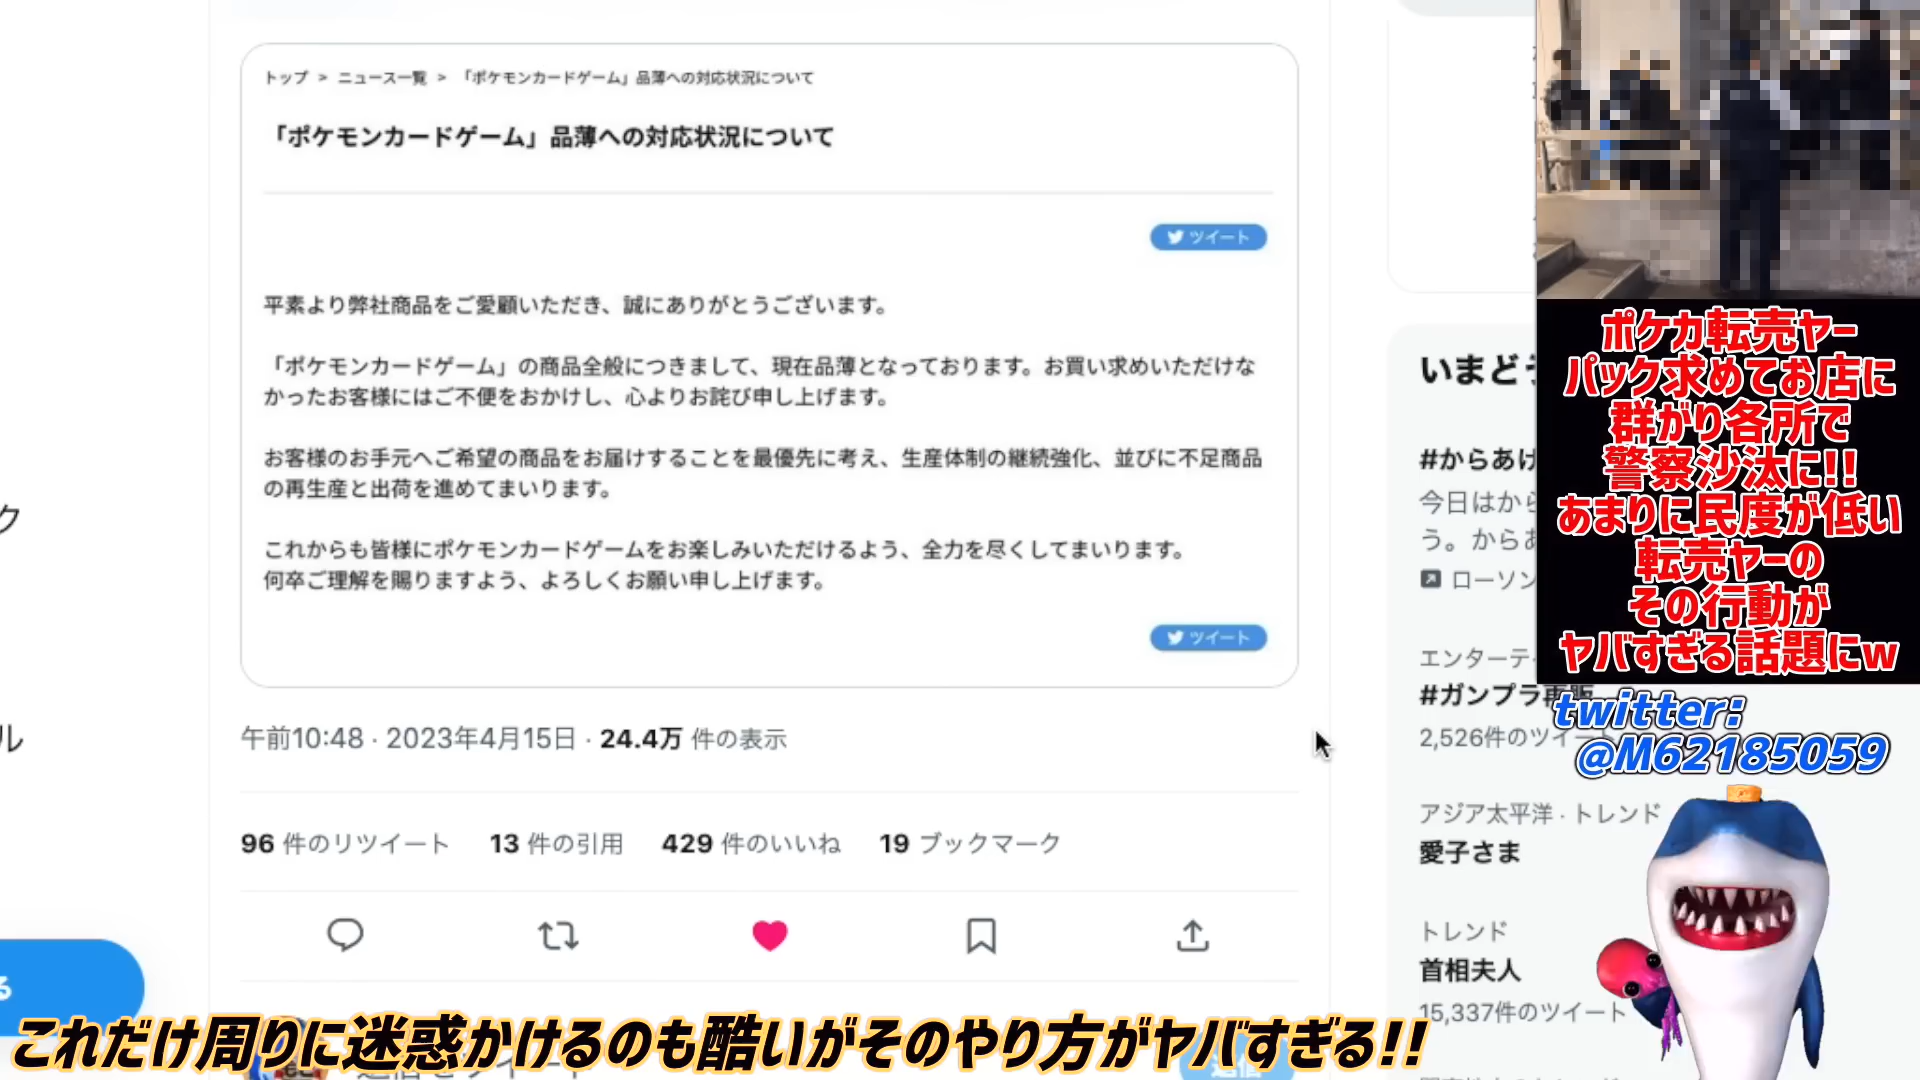 トップ > ニュース一覧 > 「ポケモンカードゲーム」品薄への対応状況について
「ポケモンカードゲーム」品薄への対応状況について
ツイート
平素より弊社商品をご愛顧いただき、誠にありがとうございます。
「ポケモンカードゲーム」の商品全般につきまして、現在品薄となっております。お買い求めいただけな
かったお客様にはご不便をおかけし、心よりお詫び申し上げます。
お客様のお手元へご希望の商品をお届けすることを最優先に考え、生産体制の継続強化、並びに不足商品
の再生産と出荷を進めてまいります。
これからも皆様にポケモンカードゲームをお楽しみいただけるよう、全力を尽くしてまいります。
何卒ご理解を賜りますよう、よろしくお願い申し上げます。
ツイート
午前10:48 · 2023年4月15日 · 24.4万 件の表示
96 件のリツイート 13 件の引用 429 件のいいね 19 ブックマーク
ク
ル
る
いまどう
#からあげ
今日はから
う。からあ
ローソン
エンターテ
#ガンプラ再販
2,526件のツイート
アジア太平洋 · トレンド
愛子さま
トレンド
首相夫人
15,337件のツイート
ポケカ転売ヤー
パック求めてお店に
群がり各所で
警察沙汰に!!
あまりに民度が低い
転売ヤーの
その行動が
ヤバすぎる話題にw
twitter:
@M62185059
これだけ周りに迷惑かけるのも酷いがそのやり方がヤバすぎる!!